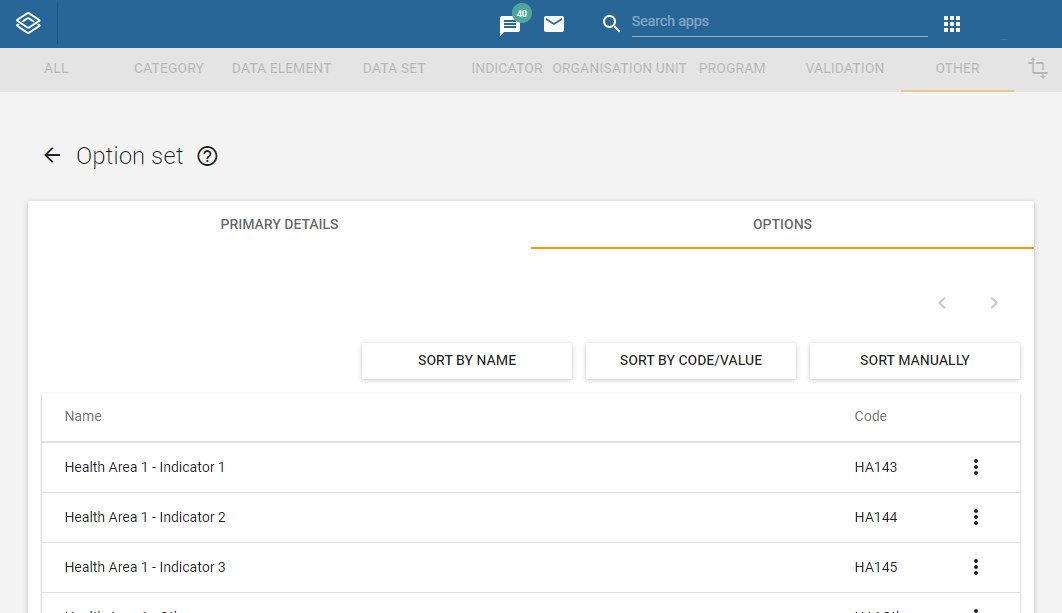 40
Search apps
ALL CATEGORY DATA ELEMENT DATA SET INDICATOR ORGANISATION UNIT PROGRAM VALIDATION OTHER
Option set
PRIMARY DETAILS OPTIONS
SORT BY NAME SORT BY CODE/VALUE SORT MANUALLY
Name Code
Health Area 1 - Indicator 1 HA143
Health Area 1 - Indicator 2 HA144
Health Area 1 - Indicator 3 HA145